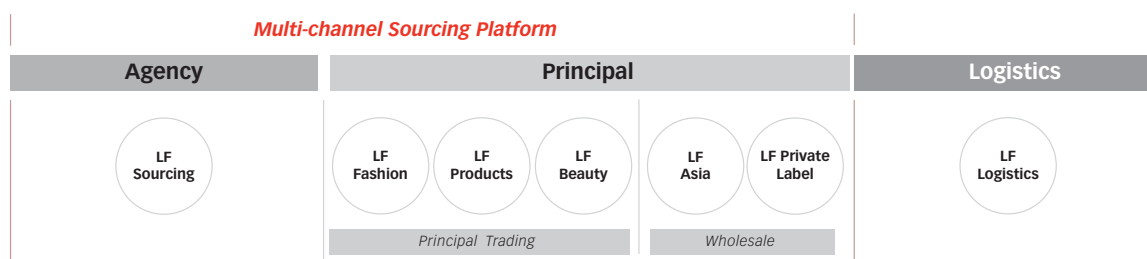 Multi-channel Sourcing Platform
Agency
Principal
Logistics
LF
Sourcing
LF
Fashion
LF
Products
LF
Beauty
LF
Asia
LF Private
Label
LF
Logistics
Principal Trading
Wholesale